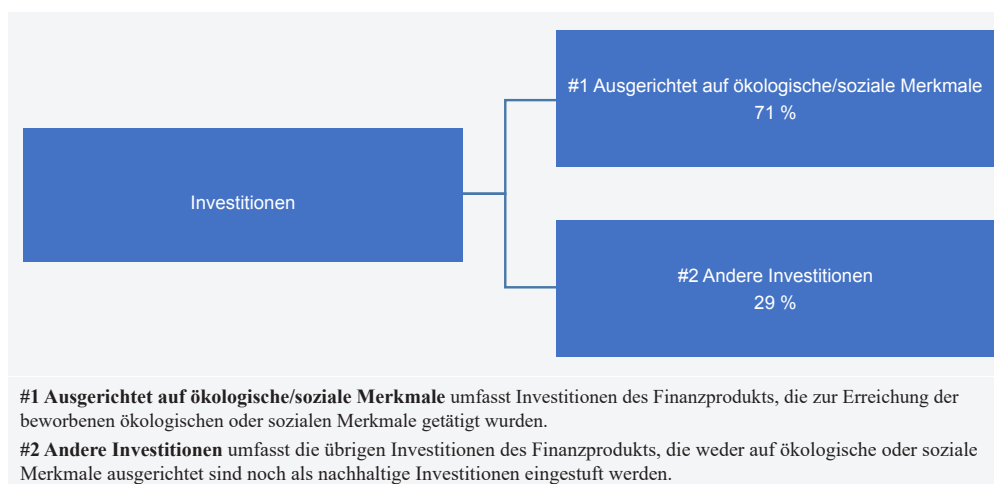 #1 Ausgerichtet auf ökologische/soziale Merkmale
71 %
Investitionen
#2 Andere Investitionen
29 %
#1 Ausgerichtet auf ökologische/soziale Merkmale umfasst Investitionen des Finanzprodukts, die zur Erreichung der
beworbenen ökologischen oder sozialen Merkmale getätigt wurden.
#2 Andere Investitionen umfasst die übrigen Investitionen des Finanzprodukts, die weder auf ökologische oder soziale
Merkmale ausgerichtet sind noch als nachhaltige Investitionen eingestuft werden.